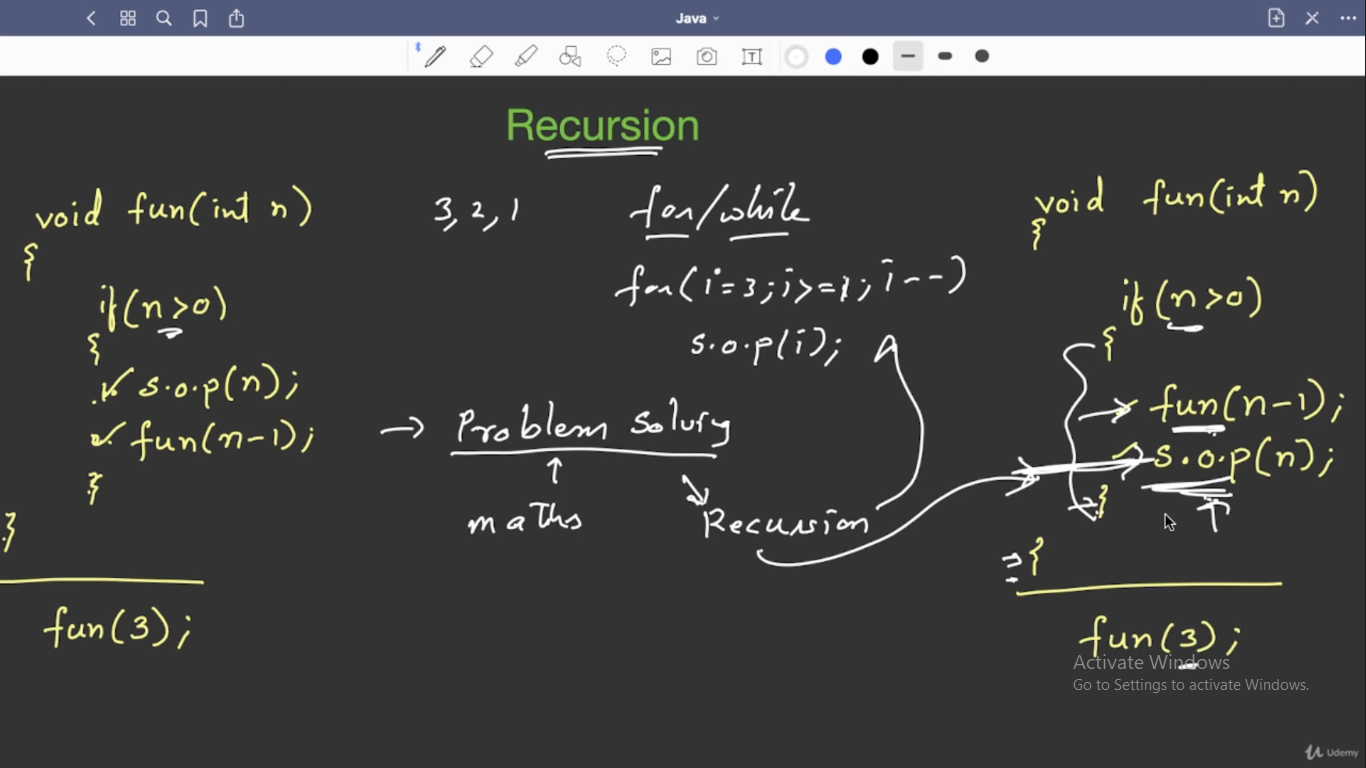 Java
Recursion
void fun(int n)
{
if(n>0)
{
s.o.p(n);
fun(n-1);
}
}
fun(3);
3, 2, 1
for/while
for(i=3;i>=1;i--)
s.o.p(i);
→ Problem solvy
↑
maths
Recursion
void fun(int n)
{
if(n>0)
{
fun(n-1);
s.o.p(n);
}
}
fun(3);
Activate Windows
Go to Settings to activate Windows.
Udemy